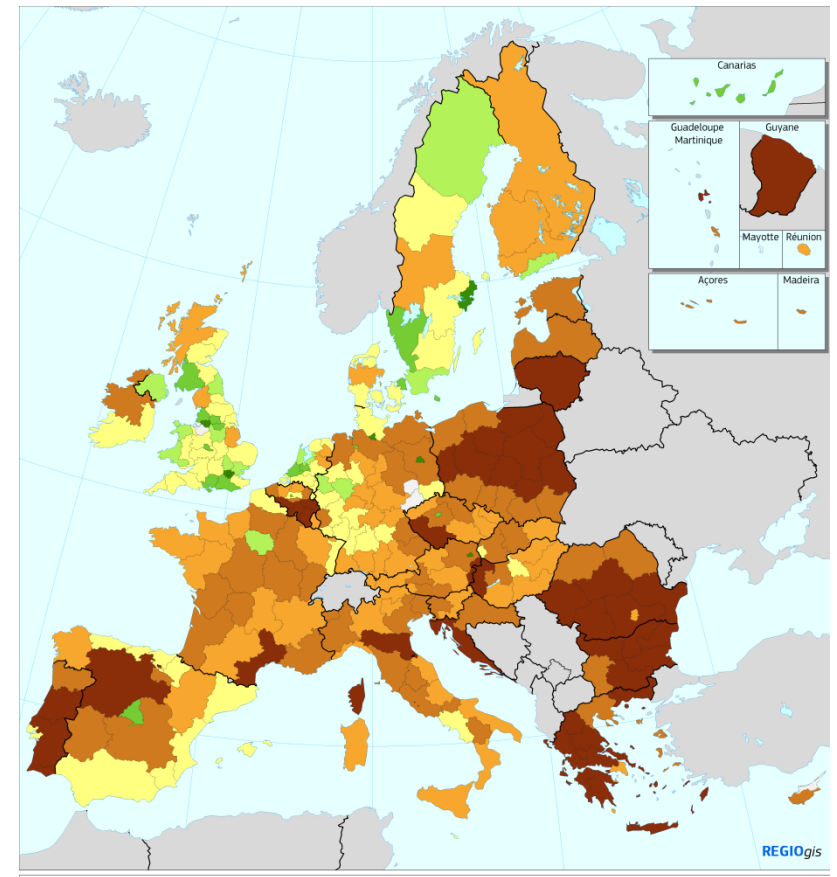 Canarias
Guadeloupe
Martinique
Guyane
Mayotte
Réunion
Açores
Madeira
REGIOgis